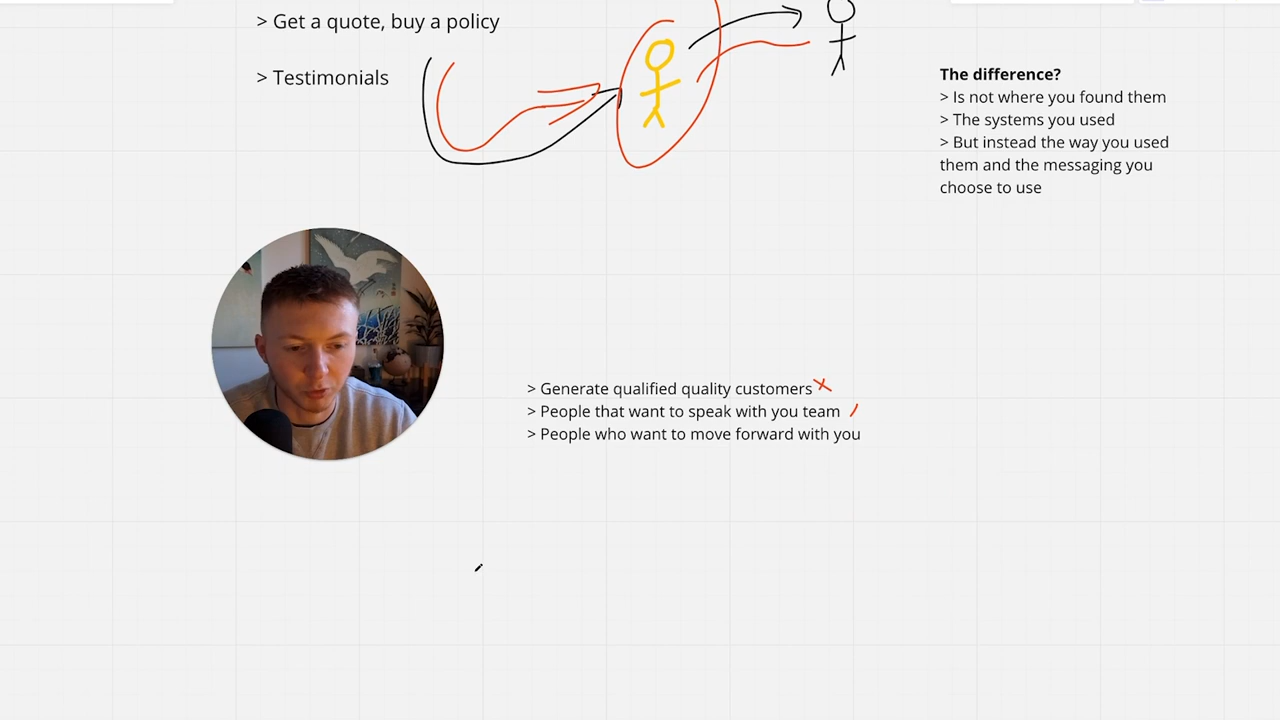 > Get a quote, buy a policy
> Testimonials
The difference?
> Is not where you found them
> The systems you used
> But instead the way you used
them and the messaging you
choose to use
> Generate qualified quality customers
> People that want to speak with you team
> People who want to move forward with you